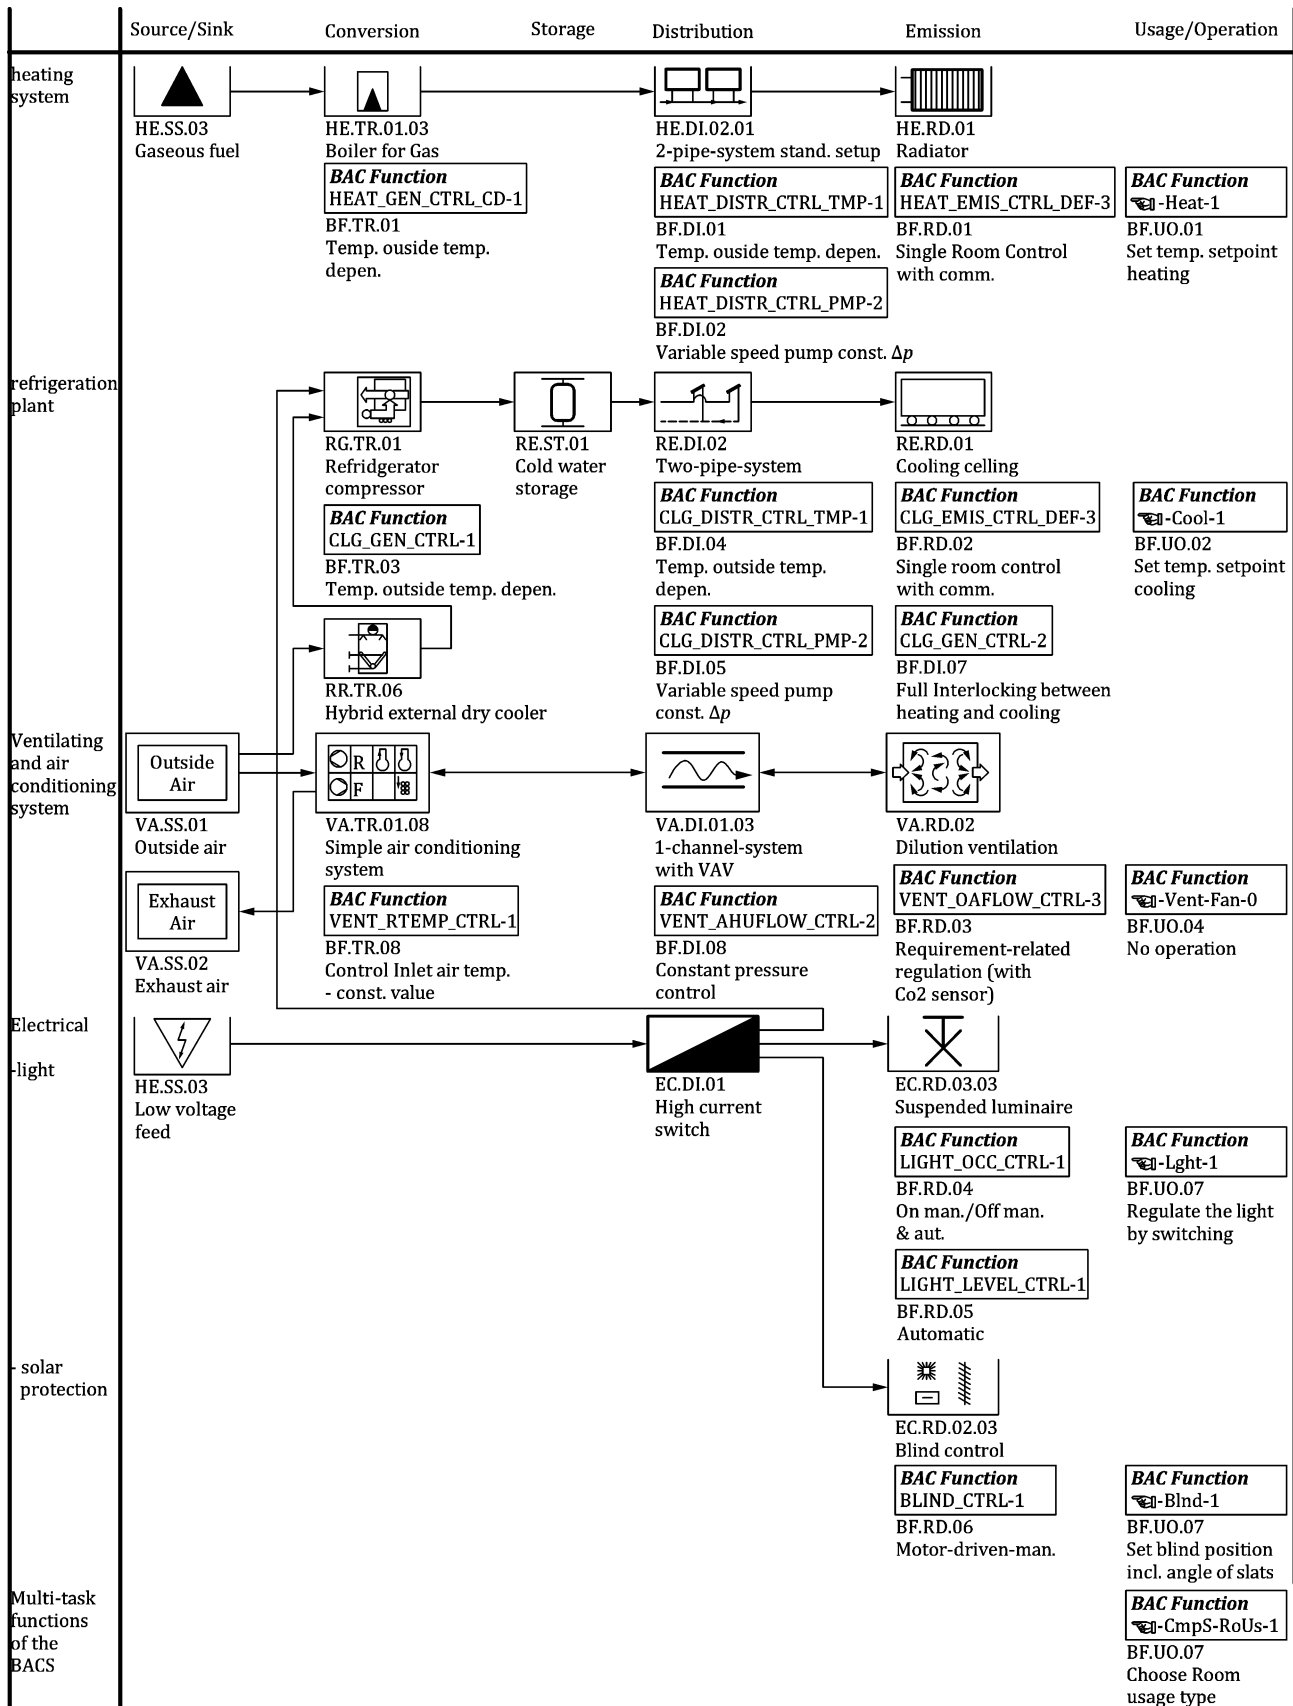 Source/Sink
Conversion
Storage
Distribution
Emission
Usage/Operation
heating
system
HE.SS.03
Gaseous fuel
HE.TR.01.03
Boiler for Gas
BAC Function
HEAT_GEN_CTRL_CD-1
BF.TR.01
Temp. ouside temp.
depen.
HE.DI.02.01
2-pipe-system stand. setup
BAC Function
HEAT_DISTR_CTRL_TMP-1
BF.DI.01
Temp. ouside temp. depen.
BAC Function
HEAT_DISTR_CTRL_PMP-2
BF.DI.02
Variable speed pump const. Δp
HE.RD.01
Radiator
BAC Function
HEAT_EMIS_CTRL_DEF-3
BF.RD.01
Single Room Control
with comm.
BAC Function
-Heat-1
BF.UO.01
Set temp. setpoint
heating
refrigeration
plant
RG.TR.01
Refridgerator
compressor
BAC Function
CLG_GEN_CTRL-1
BF.TR.03
Temp. outside temp. depen.
RR.TR.06
Hybrid external dry cooler
RE.ST.01
Cold water
storage
RE.DI.02
Two-pipe-system
BAC Function
CLG_DISTR_CTRL_TMP-1
BF.DI.04
Temp. outside temp.
depen.
BAC Function
CLG_DISTR_CTRL_PMP-2
BF.DI.05
Variable speed pump
const. Δp
RE.RD.01
Cooling celling
BAC Function
CLG_EMIS_CTRL_DEF-3
BF.RD.02
Single room control
with comm.
BAC Function
CLG_GEN_CTRL-2
BF.DI.07
Full Interlocking between
heating and cooling
BAC Function
-Cool-1
BF.UO.02
Set temp. setpoint
cooling
Ventilating
and air
conditioning
system
Outside
Air
VA.SS.01
Outside air
Exhaust
Air
VA.SS.02
Exhaust air
R
F
VA.TR.01.08
Simple air conditioning
system
BAC Function
VENT_RTEMP_CTRL-1
BF.TR.08
Control Inlet air temp.
- const. value
VA.DI.01.03
1-channel-system
with VAV
BAC Function
VENT_AHUFLOW_CTRL-2
BF.DI.08
Constant pressure
control
VA.RD.02
Dilution ventilation
BAC Function
VENT_OAFLOW_CTRL-3
BF.RD.03
Requirement-related
regulation (with
Co2 sensor)
BAC Function
-Vent-Fan-0
BF.UO.04
No operation
Electrical
-light
HE.SS.03
Low voltage
feed
EC.DI.01
High current
switch
EC.RD.03.03
Suspended luminaire
BAC Function
LIGHT_OCC_CTRL-1
BF.RD.04
On man./Off man.
& aut.
BAC Function
LIGHT_LEVEL_CTRL-1
BF.RD.05
Automatic
BAC Function
-Lght-1
BF.UO.07
Regulate the light
by switching
- solar
protection
EC.RD.02.03
Blind control
BAC Function
BLIND_CTRL-1
BF.RD.06
Motor-driven-man.
BAC Function
-Blnd-1
BF.UO.07
Set blind position
incl. angle of slats
Multi-task
functions
of the
BACS
BAC Function
-CmpS-RoUs-1
BF.UO.07
Choose Room
usage type